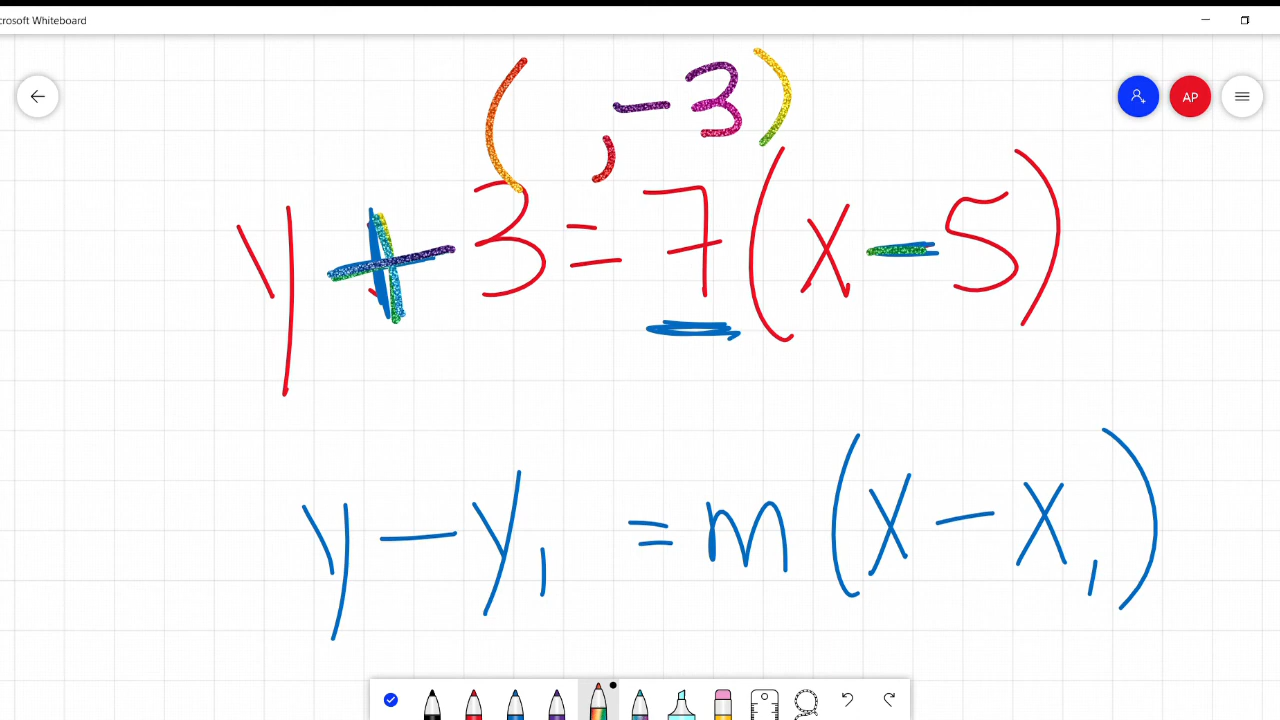 crosoft Whiteboard
AP
( , -3)
y + 3 = 7(x - 5)
y - y₁ = m(x - x₁)